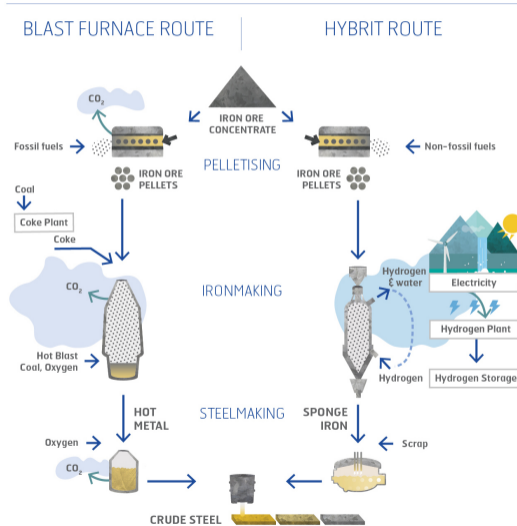 BLAST FURNACE ROUTE
HYBRIT ROUTE
CO2
IRON ORE
CONCENTRATE
Fossil fuels
Non-fossil fuels
PELLETISING
IRON ORE
PELLETS
IRON ORE
PELLETS
Coal
Coke Plant
Coke
Hydrogen
& water
Electricity
CO2
IRONMAKING
Hydrogen Plant
Hot Blast
Coal, Oxygen
Hydrogen
Hydrogen Storage
HOT
METAL
STEELMAKING
SPONGE
IRON
Oxygen
Scrap
CO2
CRUDE STEEL